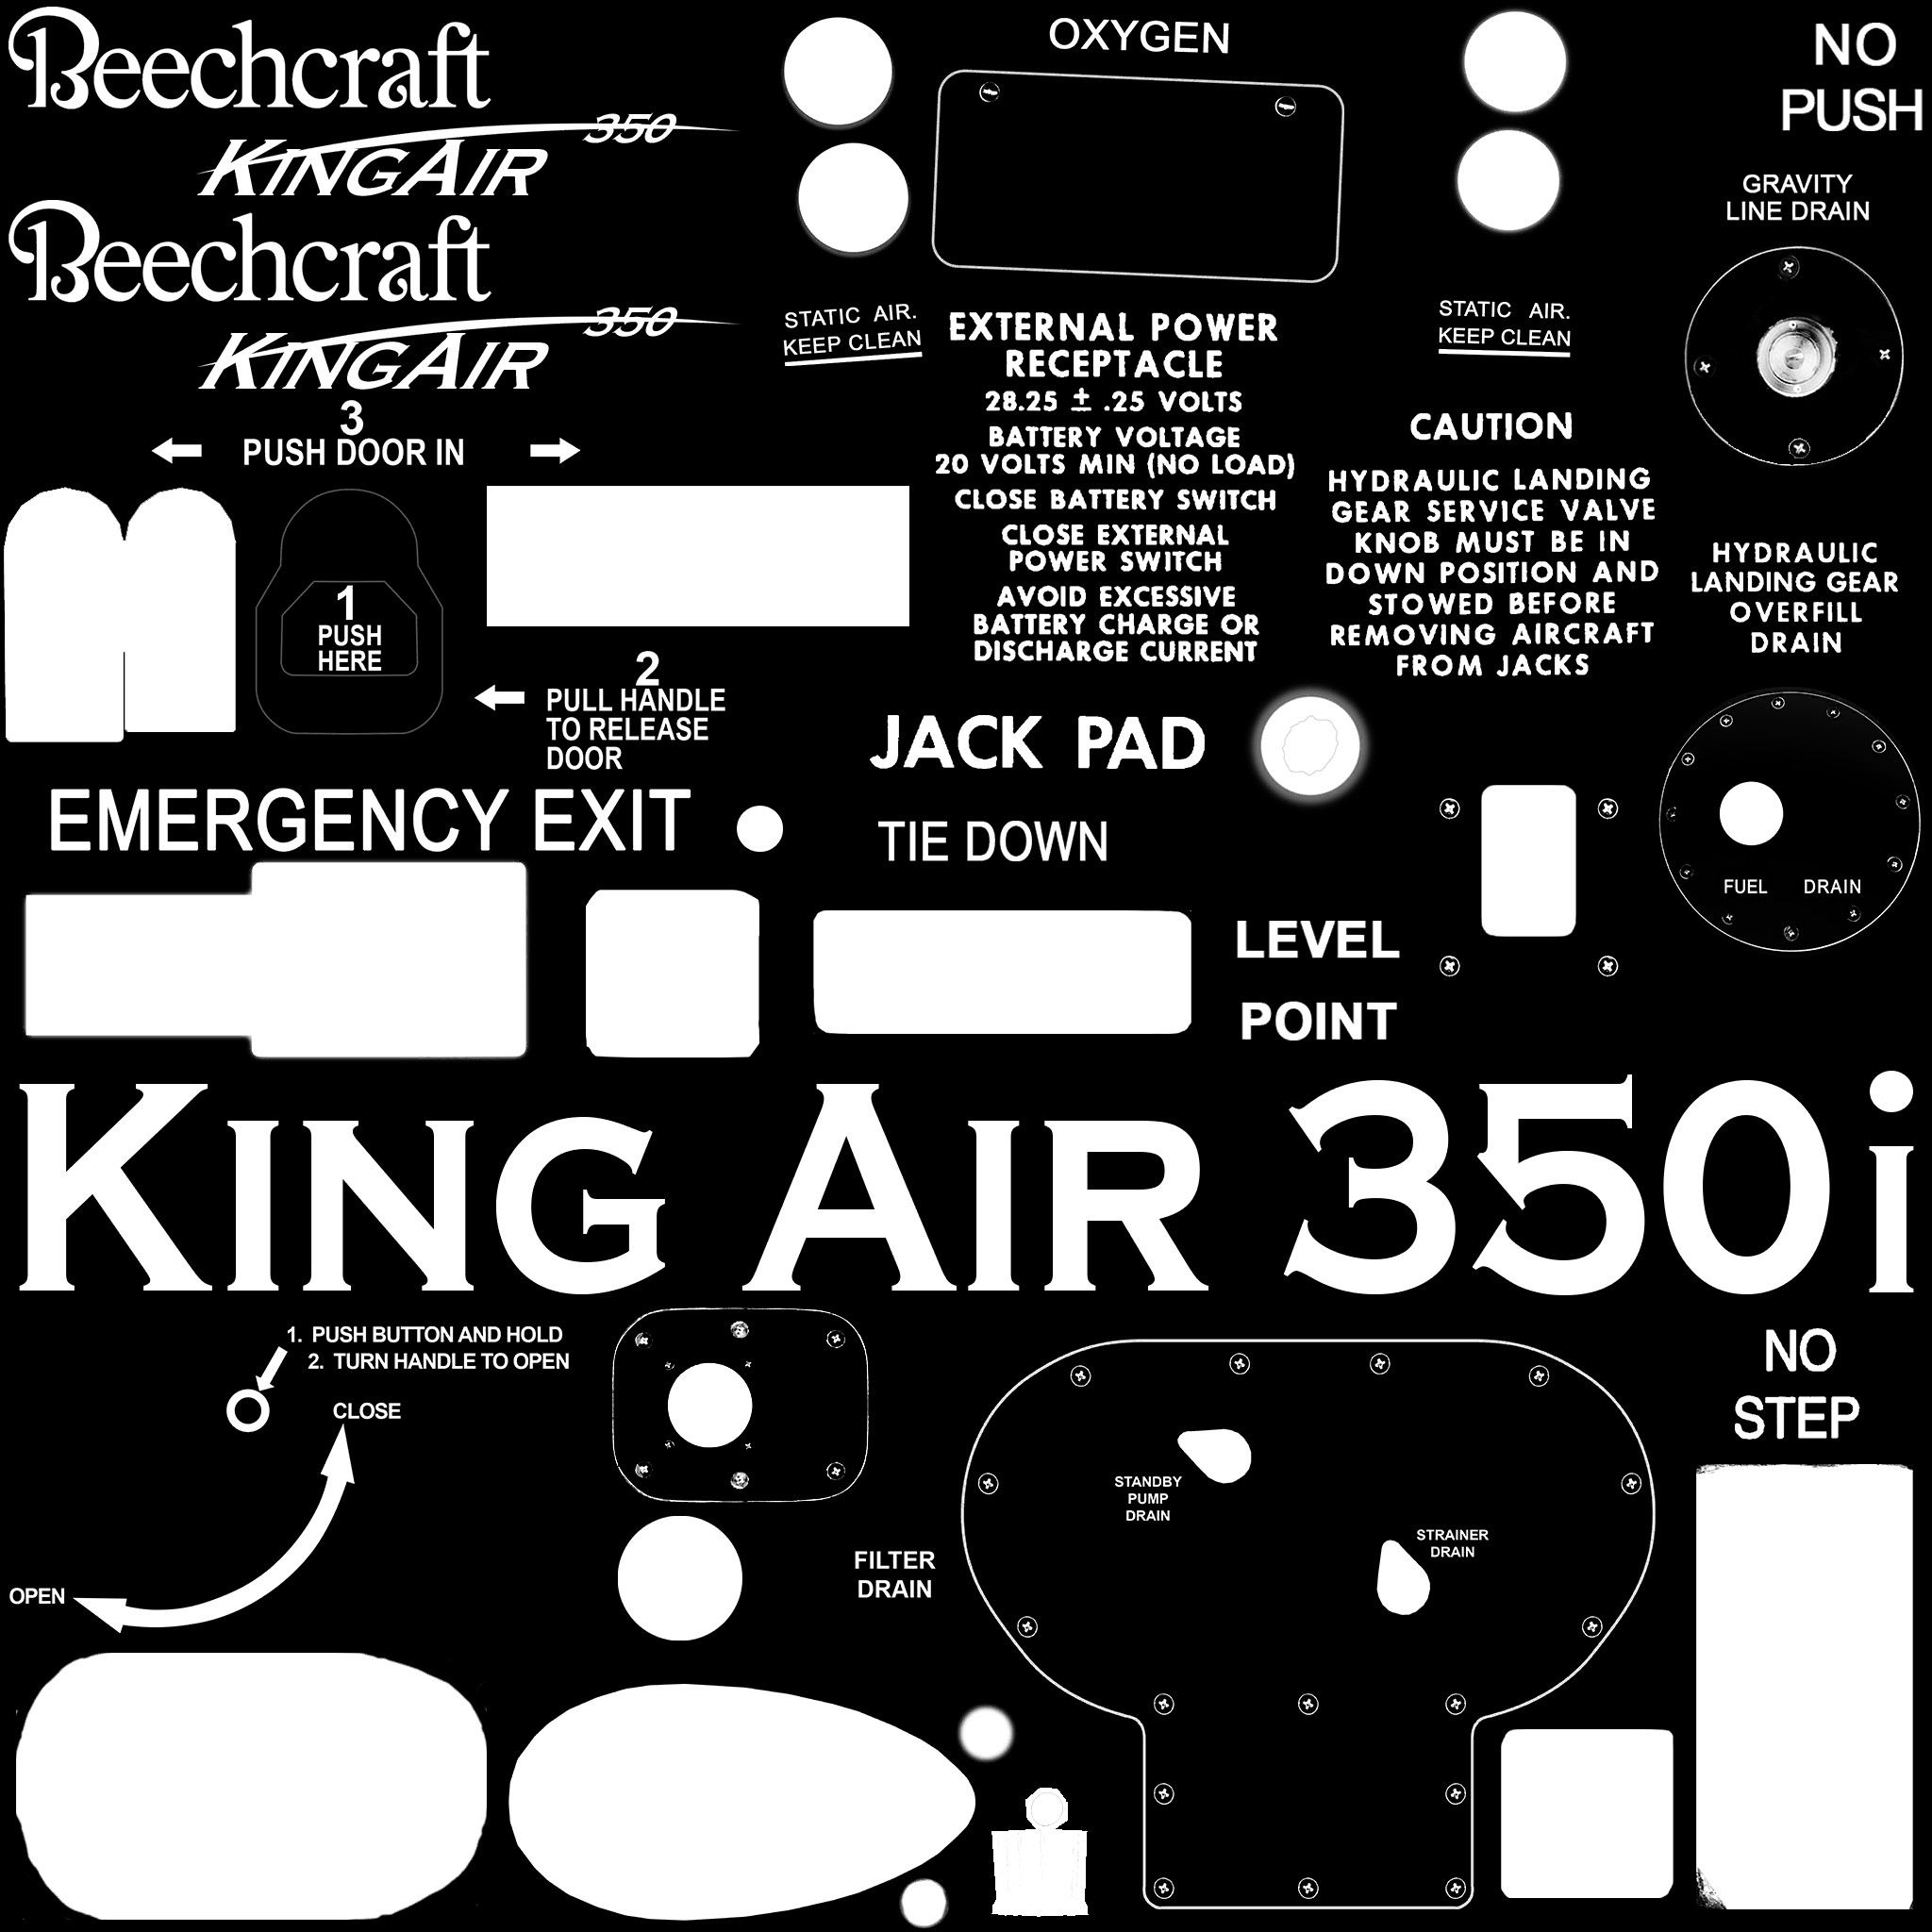 Beechcraft
350
KINGAIR
Beechcraft
350
KINGAIR
OXYGEN
NO
PUSH
GRAVITY
LINE DRAIN
STATIC AIR.
KEEP CLEAN
STATIC AIR.
KEEP CLEAN
EXTERNAL POWER
RECEPTACLE
28.25 ± .25 VOLTS
BATTERY VOLTAGE
20 VOLTS MIN (NO LOAD)
CLOSE BATTERY SWITCH
CLOSE EXTERNAL
POWER SWITCH
AVOID EXCESSIVE
BATTERY CHARGE OR
DISCHARGE CURRENT
CAUTION
HYDRAULIC LANDING
GEAR SERVICE VALVE
KNOB MUST BE IN
DOWN POSITION AND
STOWED BEFORE
REMOVING AIRCRAFT
FROM JACKS
HYDRAULIC
LANDING GEAR
OVERFILL
DRAIN
3
PUSH DOOR IN
1
PUSH
HERE
2
PULL HANDLE
TO RELEASE
DOOR
JACK PAD
EMERGENCY EXIT
TIE DOWN
FUEL DRAIN
LEVEL
POINT
KING AIR 350i
1. PUSH BUTTON AND HOLD
2. TURN HANDLE TO OPEN
CLOSE
OPEN
FILTER
DRAIN
STANDBY
PUMP
DRAIN
STRAINER
DRAIN
NO
STEP